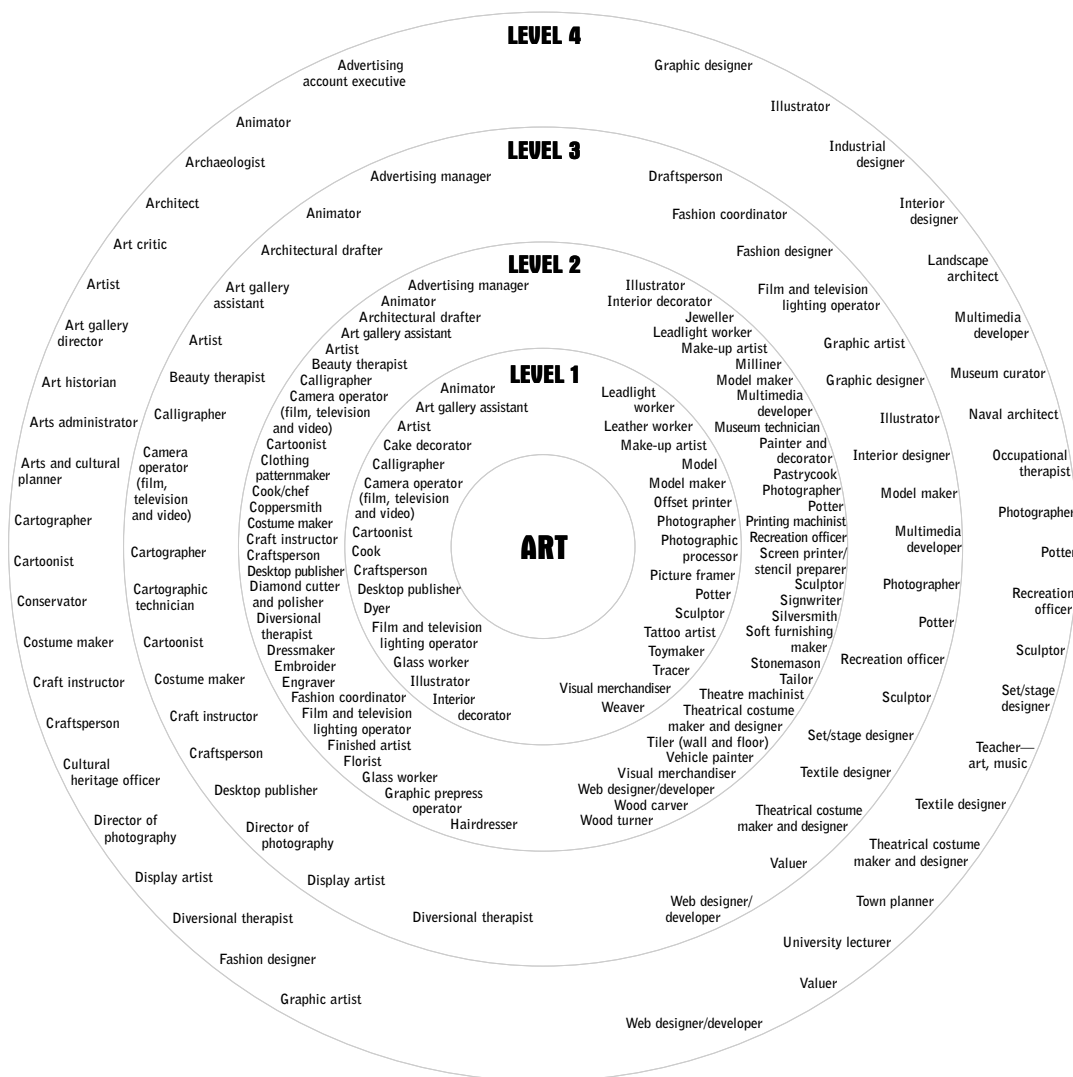 LEVEL 4
Advertising
account executive
Animator
Archaeologist
Architect
Art critic
Artist
Art gallery
director
Art historian
Arts administrator
Arts and cultural
planner
Cartographer
Cartoonist
Conservator
Costume maker
Craft instructor
Craftsperson
Cultural
heritage officer
Director of
photography
Display artist
Diversional therapist
Fashion designer
Graphic artist
Graphic designer
Illustrator
Industrial
designer
Interior
designer
Landscape
architect
Multimedia
developer
Museum curator
Naval architect
Occupational
therapist
Photographer
Potter
Recreation
officer
Sculptor
Set/stage
designer
Teacher—
art, music
Textile designer
Theatrical costume
maker and designer
Town planner
University lecturer
Valuer
Web designer/developer
LEVEL 3
Advertising manager
Animator
Architectural drafter
Art gallery
assistant
Artist
Beauty therapist
Calligrapher
Camera
operator
(film,
television
and video)
Cartographer
Cartographic
technician
Cartoonist
Costume maker
Craft instructor
Craftsperson
Desktop publisher
Director of
photography
Display artist
Diversional therapist
Draftsperson
Fashion coordinator
Fashion designer
Film and television
lighting operator
Graphic artist
Graphic designer
Illustrator
Interior designer
Model maker
Multimedia
developer
Photographer
Potter
Recreation officer
Sculptor
Set/stage designer
Textile designer
Theatrical costume
maker and designer
Valuer
Web designer/
developer
LEVEL 2
Advertising manager
Animator
Architectural drafter
Art gallery assistant
Artist
Beauty therapist
Calligrapher
Camera operator
(film, television
and video)
Cartoonist
Clothing
patternmaker
Cook/chef
Coppersmith
Costume maker
Craft instructor
Craftsperson
Desktop publisher
Diamond cutter
and polisher
Diversional
therapist
Dressmaker
Embroider
Engraver
Fashion coordinator
Film and television
lighting operator
Finished artist
Florist
Glass worker
Graphic prepress
operator
Hairdresser
Illustrator
Interior decorator
Jeweller
Leadlight worker
Make-up artist
Milliner
Model maker
Multimedia
developer
Museum technician
Painter and
decorator
Pastrycook
Photographer
Potter
Printing machinist
Recreation officer
Screen printer/
stencil preparer
Sculptor
Signwriter
Silversmith
Soft furnishing
maker
Stonemason
Tailor
Theatre machinist
Theatrical costume
maker and designer
Tiler (wall and floor)
Vehicle painter
Visual merchandiser
Web designer/developer
Wood carver
Wood turner
LEVEL 1
Animator
Art gallery assistant
Artist
Cake decorator
Calligrapher
Camera operator
(film, television
and video)
Cartoonist
Cook
Craftsperson
Desktop publisher
Dyer
Film and television
lighting operator
Glass worker
Illustrator
Interior
decorator
Leadlight
worker
Leather worker
Make-up artist
Model
Model maker
Offset printer
Photographer
Photographic
processor
Picture framer
Potter
Sculptor
Tattoo artist
Toymaker
Tracer
Visual merchandiser
Weaver
ART